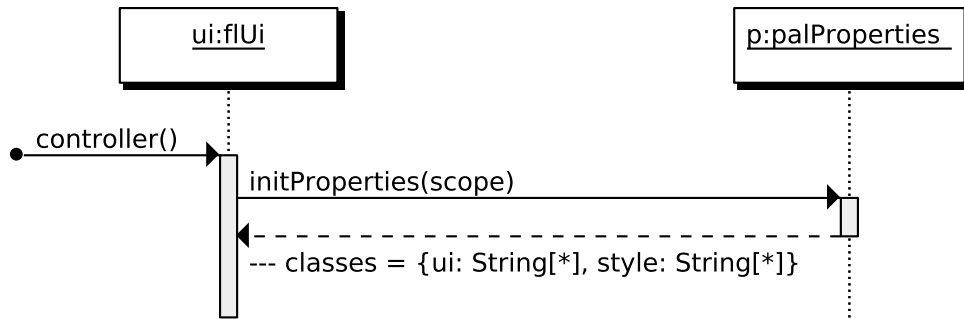 ui:flUi
p:palProperties
controller()
initProperties(scope)
--- classes = {ui: String[*], style: String[*]}